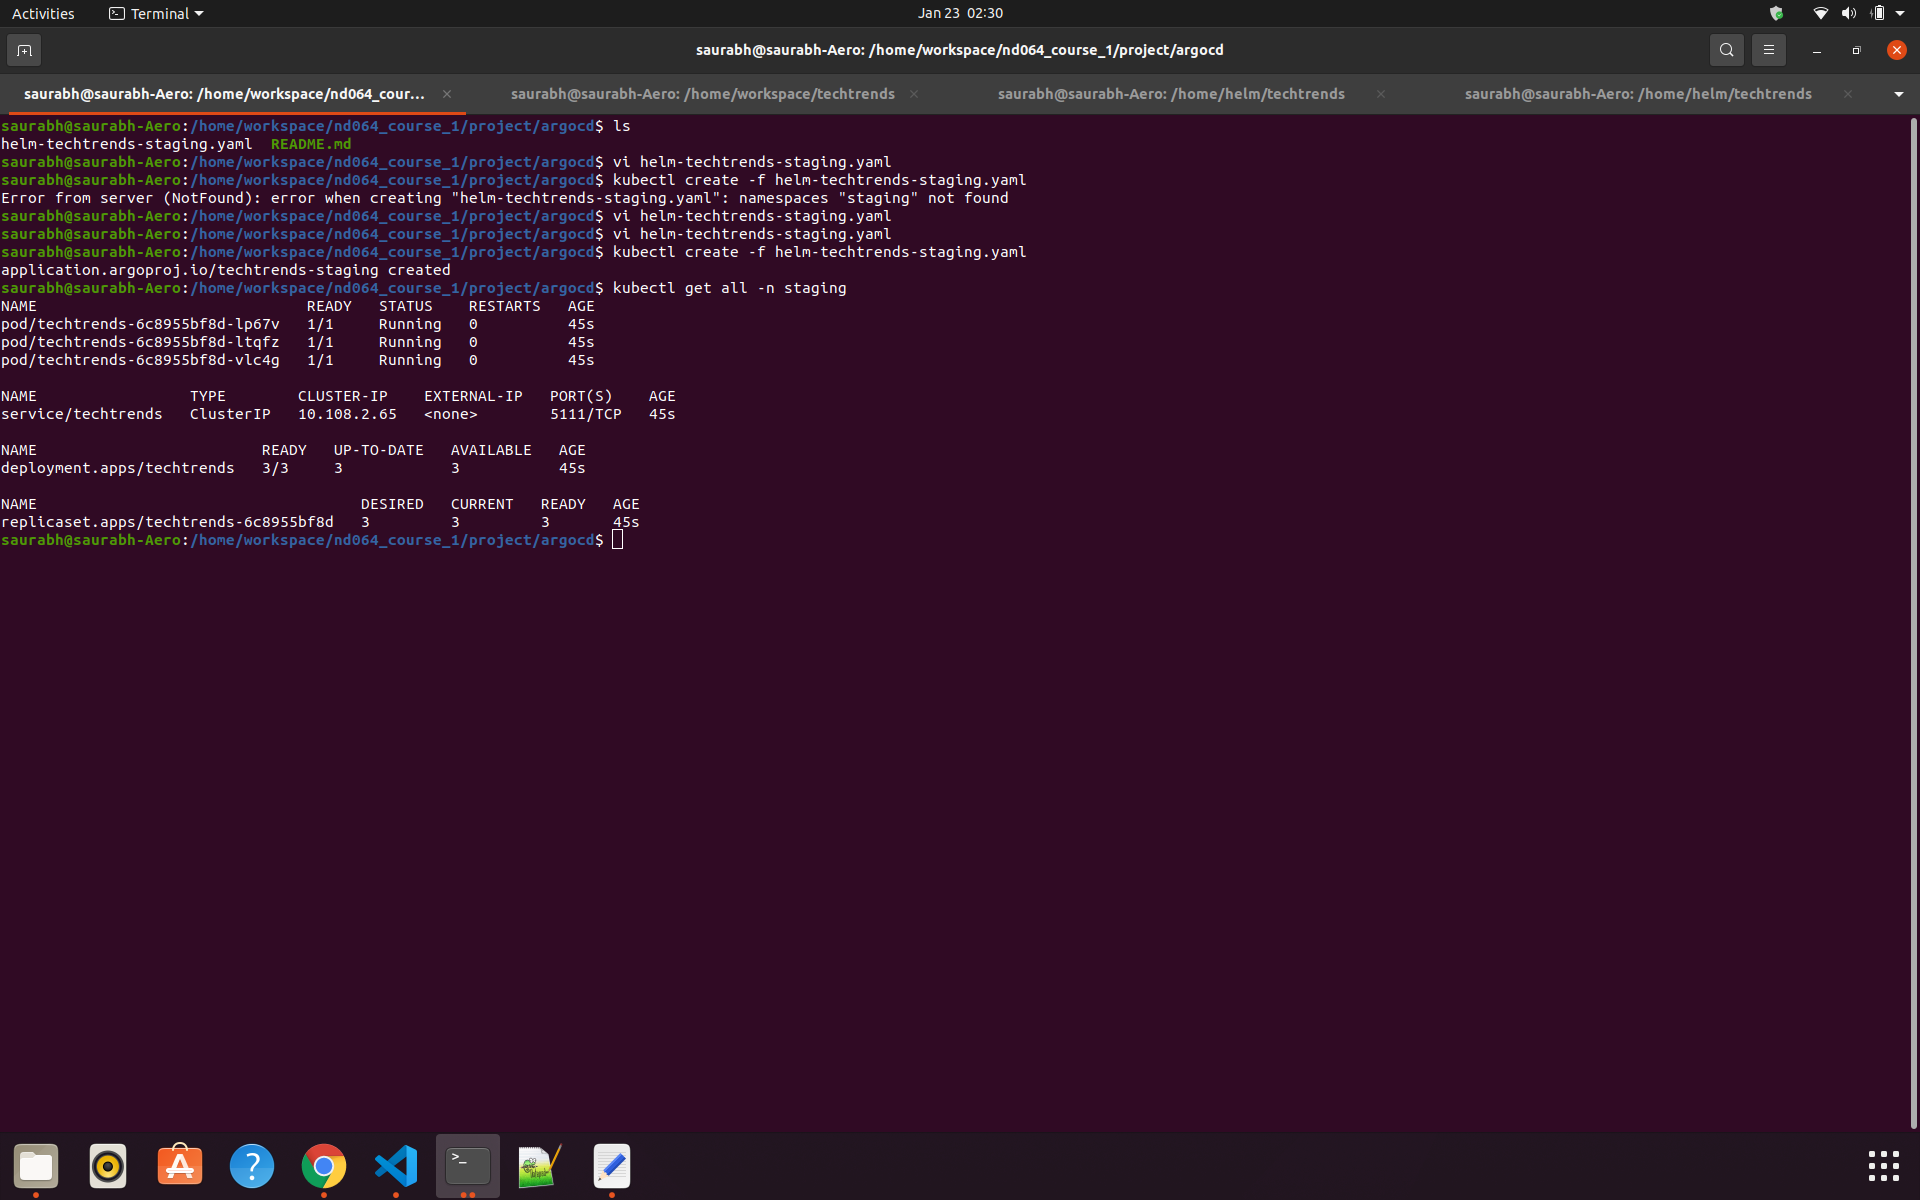 Activities Terminal Jan 23 02:30
saurabh@saurabh-Aero: /home/workspace/nd064_course_1/project/argocd
saurabh@saurabh-Aero: /home/workspace/nd064_cour... saurabh@saurabh-Aero: /home/workspace/techtrends saurabh@saurabh-Aero: /home/helm/techtrends saurabh@saurabh-Aero: /home/helm/techtrends
saurabh@saurabh-Aero:/home/workspace/nd064_course_1/project/argocd$ ls
helm-techtrends-staging.yaml  README.md
saurabh@saurabh-Aero:/home/workspace/nd064_course_1/project/argocd$ vi helm-techtrends-staging.yaml
saurabh@saurabh-Aero:/home/workspace/nd064_course_1/project/argocd$ kubectl create -f helm-techtrends-staging.yaml
Error from server (NotFound): error when creating "helm-techtrends-staging.yaml": namespaces "staging" not found
saurabh@saurabh-Aero:/home/workspace/nd064_course_1/project/argocd$ vi helm-techtrends-staging.yaml
saurabh@saurabh-Aero:/home/workspace/nd064_course_1/project/argocd$ vi helm-techtrends-staging.yaml
saurabh@saurabh-Aero:/home/workspace/nd064_course_1/project/argocd$ kubectl create -f helm-techtrends-staging.yaml
application.argoproj.io/techtrends-staging created
saurabh@saurabh-Aero:/home/workspace/nd064_course_1/project/argocd$ kubectl get all -n staging
NAME                              READY   STATUS    RESTARTS   AGE
pod/techtrends-6c8955bf8d-lp67v   1/1     Running   0          45s
pod/techtrends-6c8955bf8d-ltqfz   1/1     Running   0          45s
pod/techtrends-6c8955bf8d-vlc4g   1/1     Running   0          45s
NAME                 TYPE        CLUSTER-IP    EXTERNAL-IP   PORT(S)    AGE
service/techtrends   ClusterIP   10.108.2.65   <none>        5111/TCP   45s
NAME                         READY   UP-TO-DATE   AVAILABLE   AGE
deployment.apps/techtrends   3/3     3            3           45s
NAME                                    DESIRED   CURRENT   READY   AGE
replicaset.apps/techtrends-6c8955bf8d   3         3         3       45s
saurabh@saurabh-Aero:/home/workspace/nd064_course_1/project/argocd$